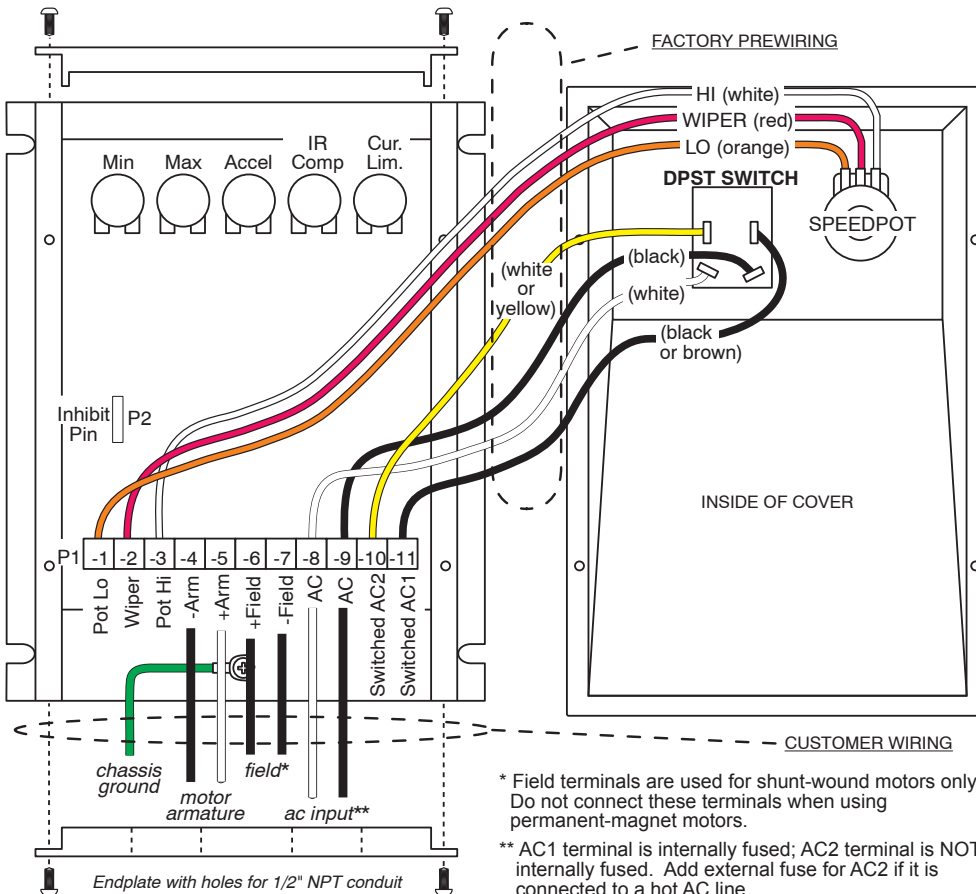 FACTORY PREWIRING
HI (white)
WIPER (red)
LO (orange)
DPST SWITCH
SPEEDPOT
Min
Max
Accel
IR
Comp
Cur.
Lim.
(white
or
yellow)
(black)
(white)
(black
or brown)
Inhibit
Pin
P2
INSIDE OF COVER
P1 -1 -2 -3 -4 -5 -6 -7 -8 -9 -10 -11
Pot Lo
Wiper
Pot Hi
-Arm
+Arm
+Field
-Field
AC
AC
Switched AC2
Switched AC1
CUSTOMER WIRING
chassis
ground
motor
armature
field*
ac input**
* Field terminals are used for shunt-wound motors only
Do not connect these terminals when using
permanent-magnet motors.
** AC1 terminal is internally fused; AC2 terminal is NOT
internally fused. Add external fuse for AC2 if it is
connected to a hot AC line
Endplate with holes for 1/2" NPT conduit